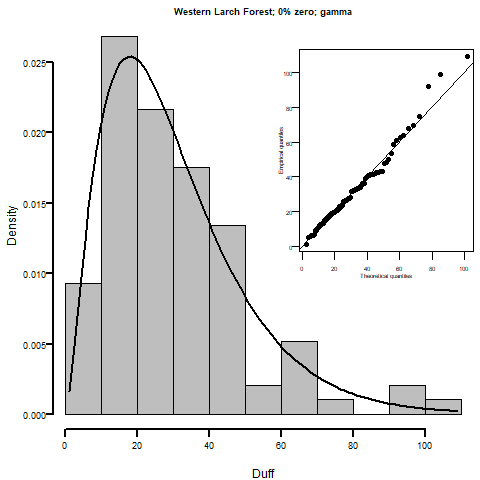 Western Larch Forest; 0% zero; gamma
Density
0.025
0.020
0.015
0.010
0.005
0.000
0 20 40 60 80 100
Duff
Empirical quantiles
100
80
60
40
20
0
0 20 40 60 80 100
Theoretical quantiles